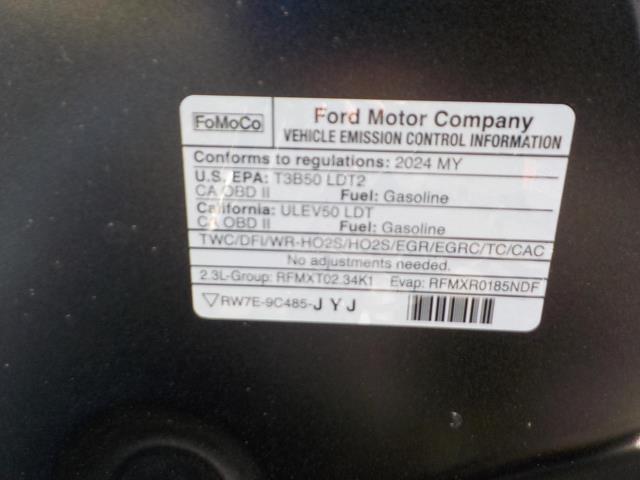 FoMoCo
Ford Motor Company
VEHICLE EMISSION CONTROL INFORMATION
Conforms to regulations: 2024 MY
U.S. EPA: T3B50 LDT2
CA OBD II Fuel: Gasoline
California: ULEV50 LDT
CA OBD II Fuel: Gasoline
TWC/DFI/WR-HO2S/HO2S/EGR/EGRC/TC/CAC
No adjustments needed.
2.3L-Group: RFMXT02.34K1 Evap: RFMXR0185NDF
RW7E-9C485-JYJ